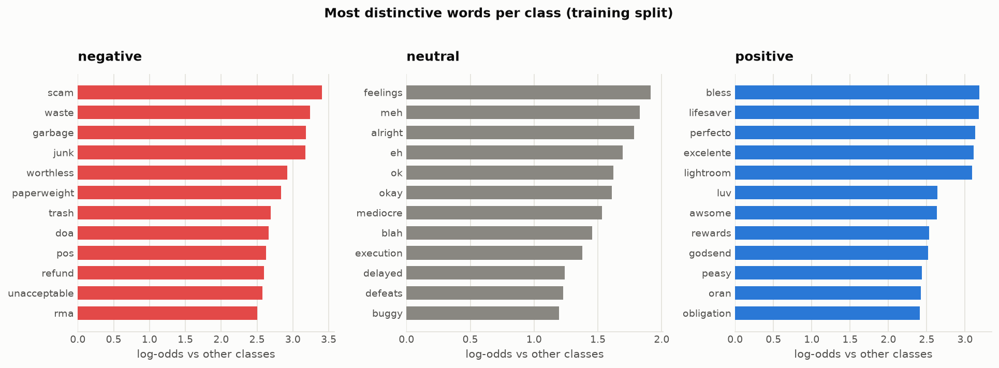 Most distinctive words per class (training split)
negative
scam
waste
garbage
junk
worthless
paperweight
trash
doa
pos
refund
unacceptable
rma
0.0 0.5 1.0 1.5 2.0 2.5 3.0 3.5
log-odds vs other classes
neutral
feelings
meh
alright
eh
ok
okay
mediocre
blah
execution
delayed
defeats
buggy
0.0 0.5 1.0 1.5 2.0
log-odds vs other classes
positive
bless
lifesaver
perfecto
excelente
lightroom
luv
awsome
rewards
godsend
peasy
oran
obligation
0.0 0.5 1.0 1.5 2.0 2.5 3.0
log-odds vs other classes